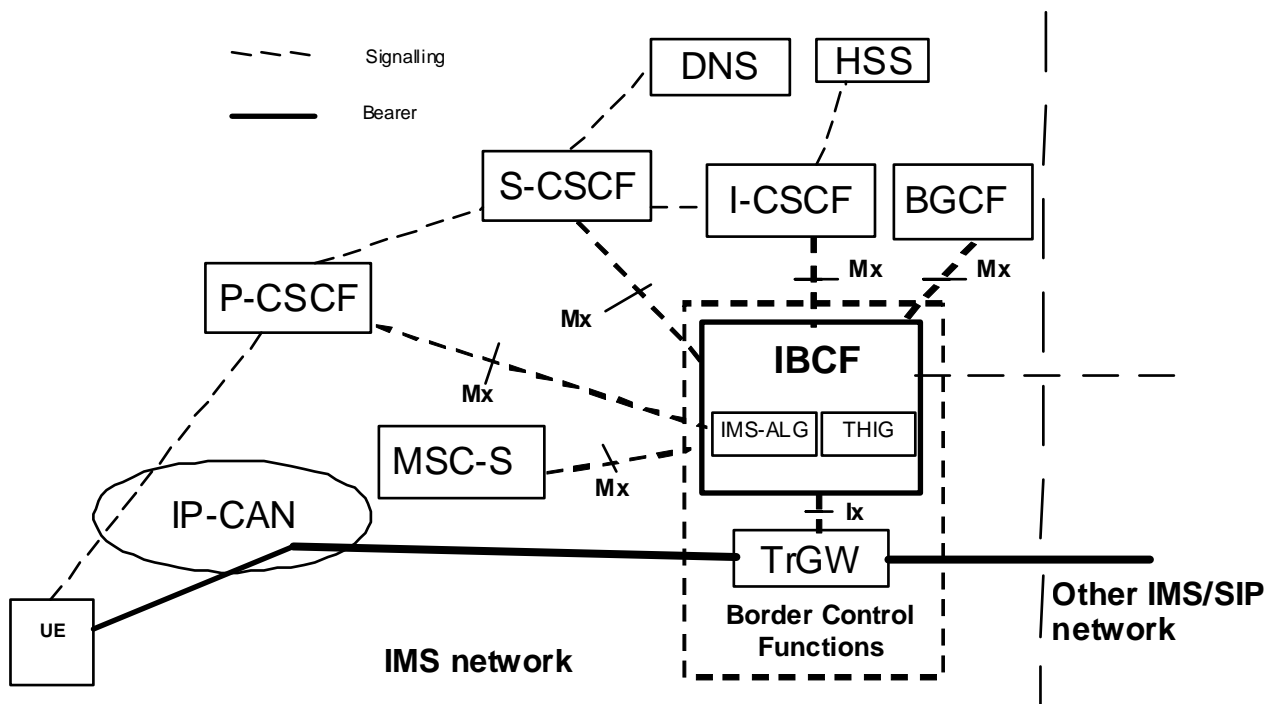 Signalling
Bearer
DNS
HSS
S-CSCF
I-CSCF
BGCF
P-CSCF
Mx
Mx
Mx
Mx
IBCF
IMS-ALG
THIG
MSC-S
Mx
IP-CAN
Ix
TrGW
UE
Border Control
Functions
Other IMS/SIP
network
IMS network